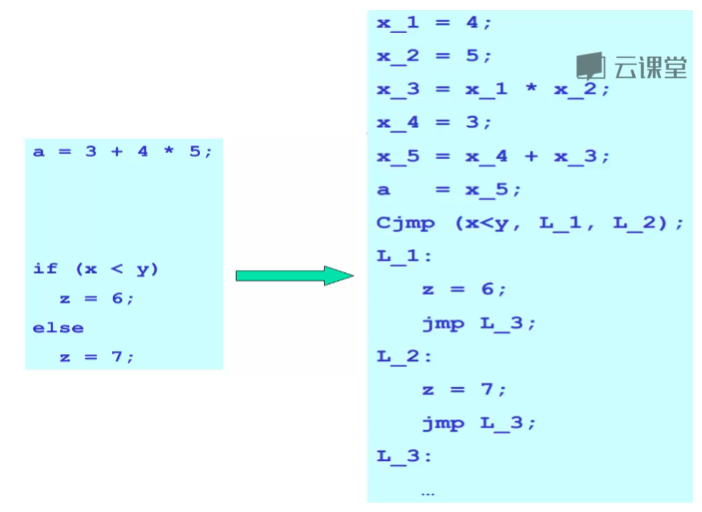 a = 3 + 4 * 5;
if (x < y)
  z = 6;
else
  z = 7;
x_1 = 4;
x_2 = 5;
x_3 = x_1 * x_2;
x_4 = 3;
x_5 = x_4 + x_3;
a   = x_5;
Cjmp (x<y, L_1, L_2);
L_1:
   z = 6;
   jmp L_3;
L_2:
   z = 7;
   jmp L_3;
L_3:
   …
云课堂